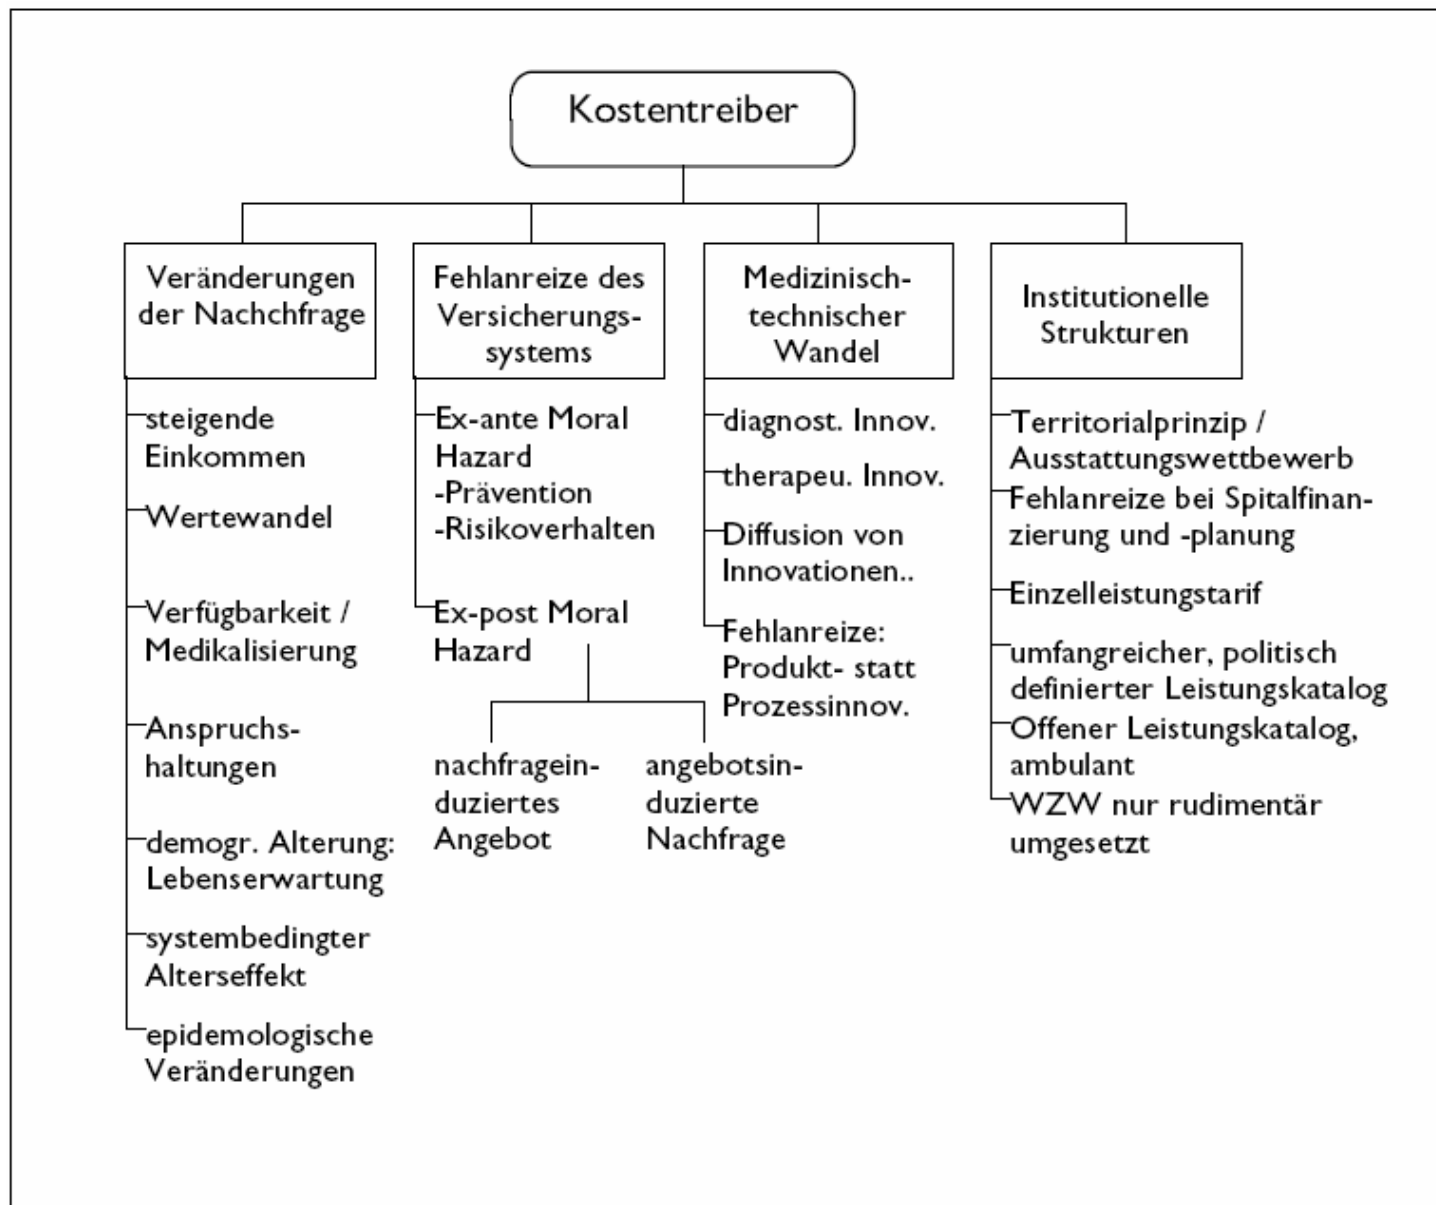 Kostentreiber
Veränderungen
der Nachchfrage
steigende
Einkommen
Wertewandel
Verfügbarkeit /
Medikalisierung
Anspruchs-
haltungen
demogr. Alterung:
Lebenserwartung
systembedingter
Alterseffekt
epidemologische
Veränderungen
Fehlanreize des
Versicherungs-
systems
Ex-ante Moral
Hazard
-Prävention
-Risikoverhalten
Ex-post Moral
Hazard
nachfragein-
duziertes
Angebot
angebotsin-
duzierte
Nachfrage
Medizinisch-
technischer
Wandel
diagnost. Innov.
therapeu. Innov.
Diffusion von
Innovationen..
Fehlanreize:
Produkt- statt
Prozessinnov.
Institutionelle
Strukturen
Territorialprinzip /
Ausstattungswettbewerb
Fehlanreize bei Spitalfinan-
zierung und -planung
Einzelleistungstarif
umfangreicher, politisch
definierter Leistungskatalog
Offener Leistungskatalog,
ambulant
WZW nur rudimentär
umgesetzt